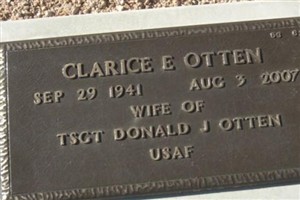 CLARICE E OTTEN
SEP 29 1941 AUG 3 2007
WIFE OF
TSGT DONALD J OTTEN
USAF